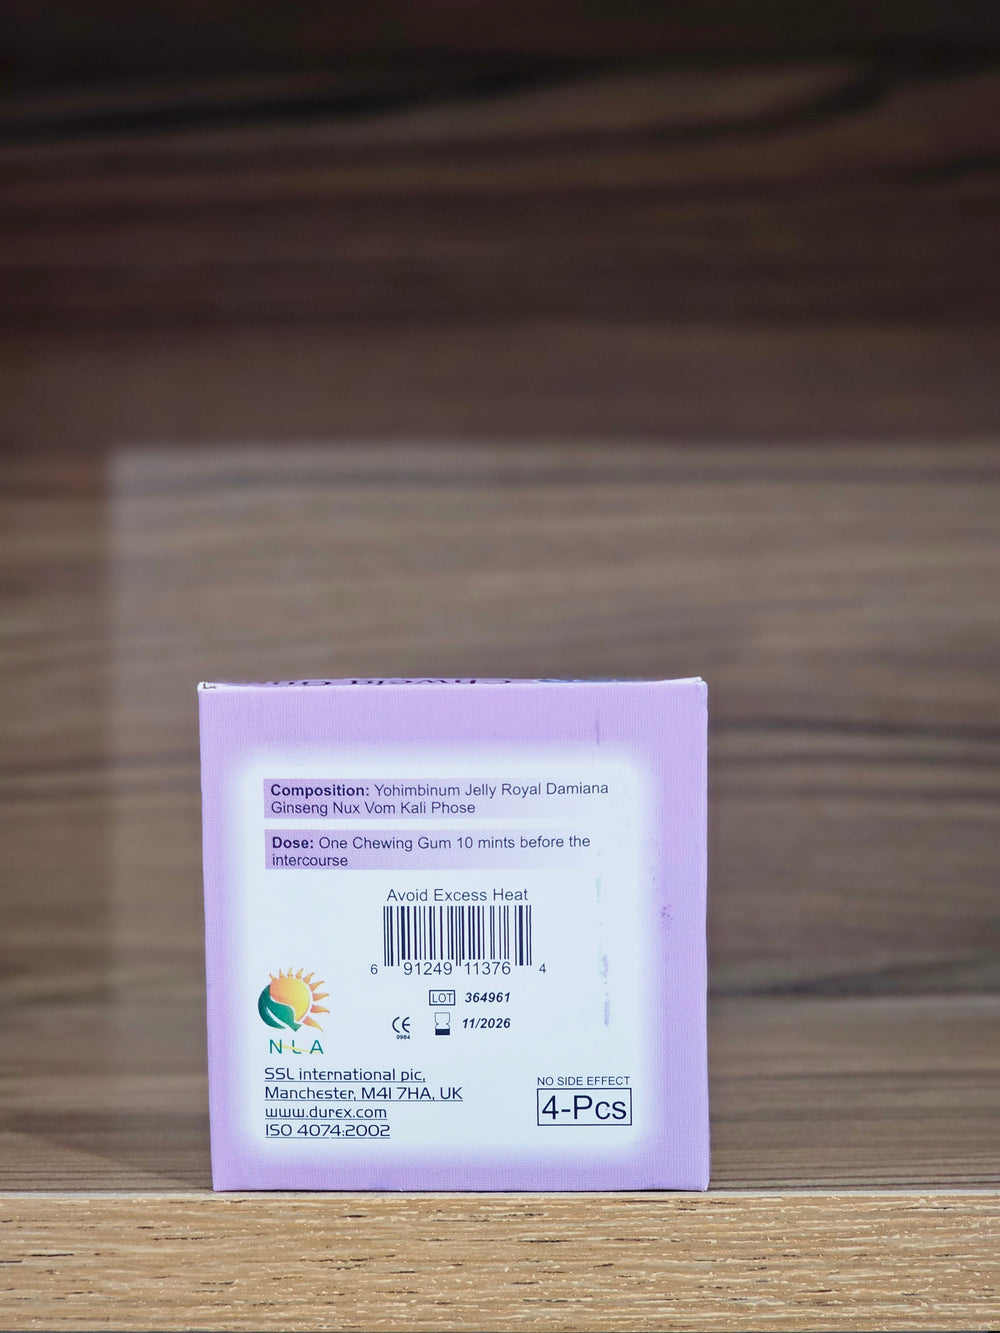 Composition: Yohimbinum Jelly Royal Damiana
Ginseng Nux Vom Kali Phose
Dose: One Chewing Gum 10 mints before the
intercourse
Avoid Excess Heat
6 91249 11376 4
LOT 364961
CE 0984 11/2026
NLA
SSL international pic,
Manchester, M41 7HA, UK
www.durex.com
ISO 4074:2002
NO SIDE EFFECT
4-Pcs